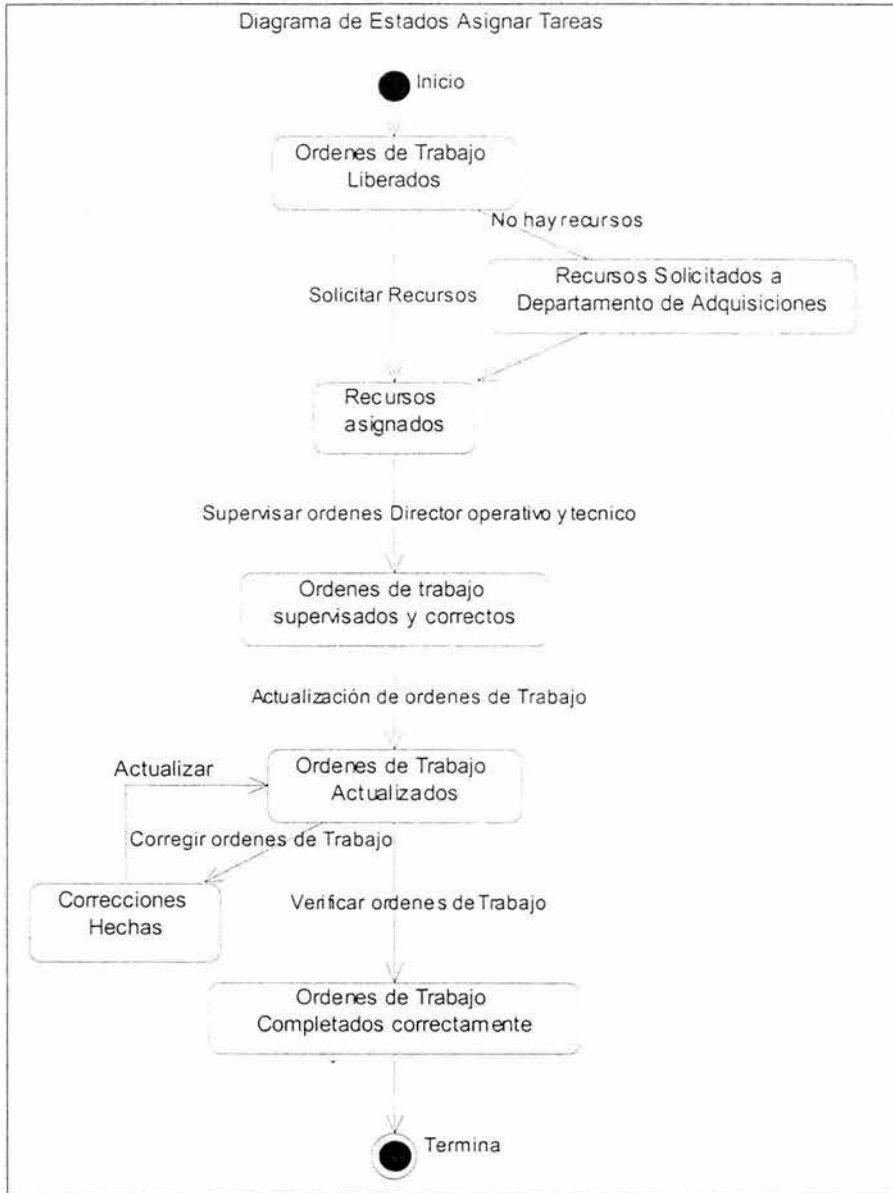 Diagrama de Estados Asignar Tareas
Inicio
Ordenes de Trabajo
Liberados
No hay recursos
Recursos Solicitados a
Departamento de Adquisiciones
Solicitar Recursos
Recursos
asignados
Supervisar ordenes Director operativo y tecnico
Ordenes de trabajo
supervisados y correctos
Actualización de ordenes de Trabajo
Ordenes de Trabajo
Actualizados
Actualizar
Corregir ordenes de Trabajo
Correcciones
Hechas
Verificar ordenes de Trabajo
Ordenes de Trabajo
Completados correctamente
Termina